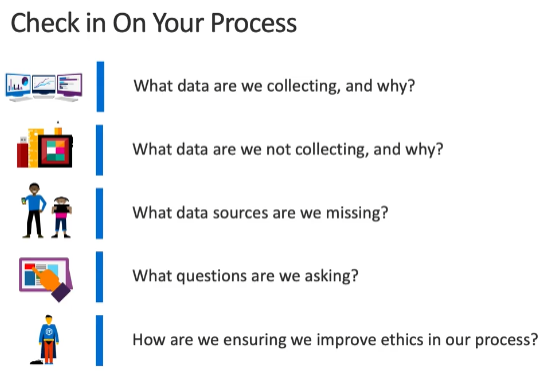 Check in On Your Process
What data are we collecting, and why?
What data are we not collecting, and why?
What data sources are we missing?
What questions are we asking?
How are we ensuring we improve ethics in our process?